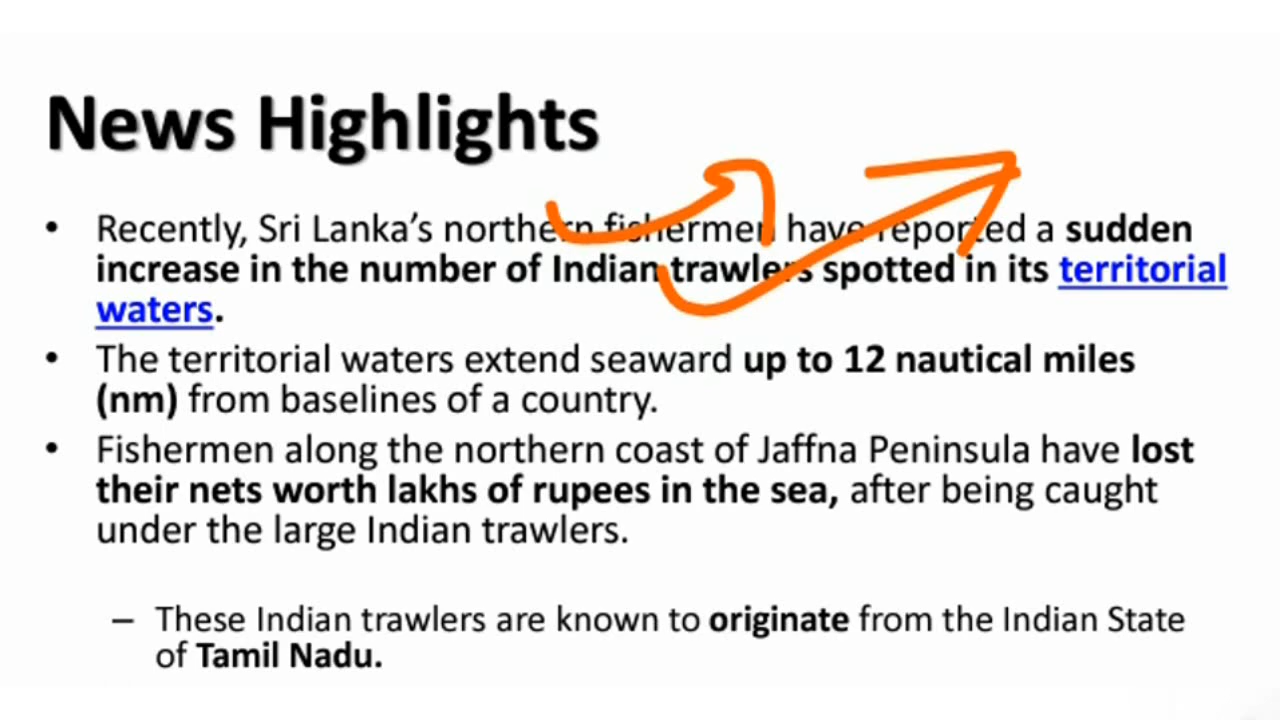 News Highlights
• Recently, Sri Lanka's northern fishermen have reported a sudden
increase in the number of Indian trawlers spotted in its territorial
waters.
• The territorial waters extend seaward up to 12 nautical miles
(nm) from baselines of a country.
• Fishermen along the northern coast of Jaffna Peninsula have lost
their nets worth lakhs of rupees in the sea, after being caught
under the large Indian trawlers.
– These Indian trawlers are known to originate from the Indian State
of Tamil Nadu.